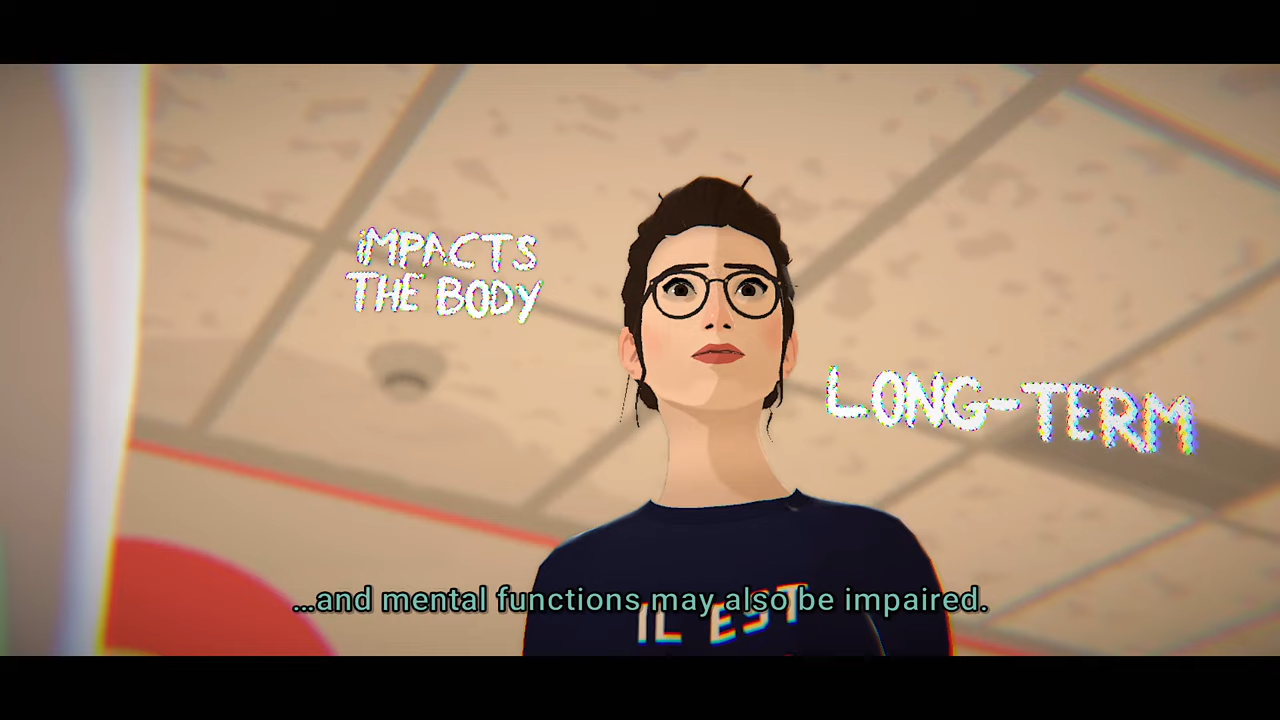 iMPACTS
THE BODY
LONG-TERM
...and mental functions may also be impaired.
IL EST